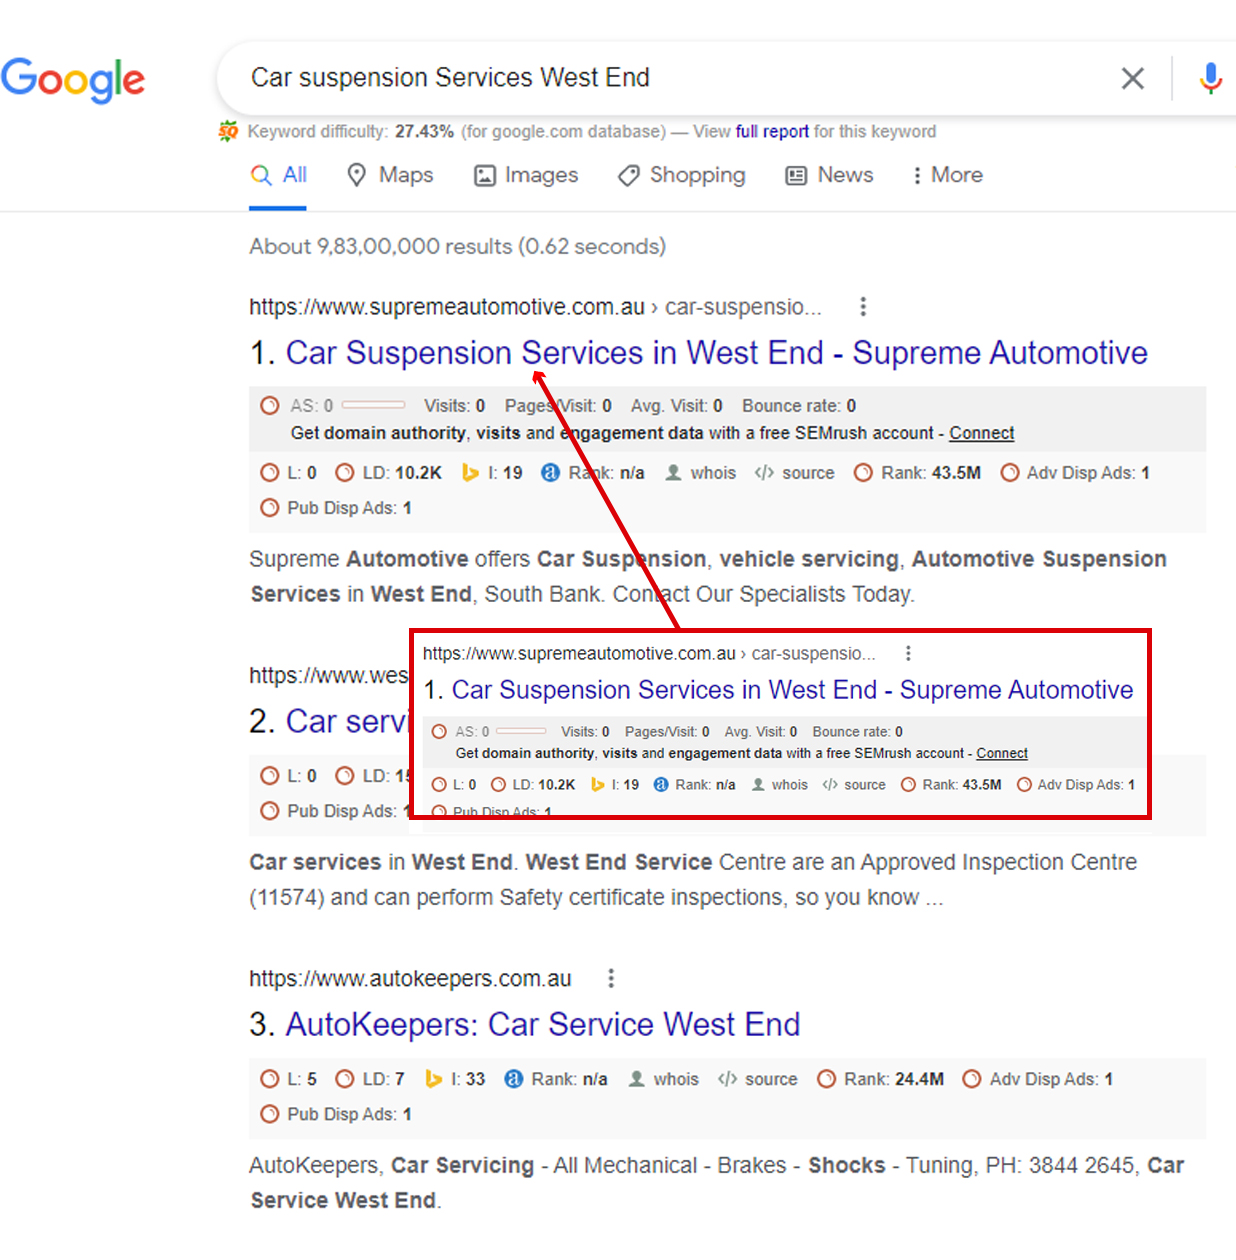 Google
Car suspension Services West End
SQ Keyword difficulty: 27.43% (for google.com database) — View full report for this keyword
All Maps Images Shopping News More
About 9,83,00,000 results (0.62 seconds)
https://www.supremeautomotive.com.au › car-suspensio...
1. Car Suspension Services in West End - Supreme Automotive
AS: 0 Visits: 0 Pages/Visit: 0 Avg. Visit: 0 Bounce rate: 0
Get domain authority, visits and engagement data with a free SEMrush account - Connect
L: 0 LD: 10.2K I: 19 a Rank: n/a whois </> source Rank: 43.5M Adv Disp Ads: 1
Pub Disp Ads: 1
Supreme Automotive offers Car Suspension, vehicle servicing, Automotive Suspension
Services in West End, South Bank. Contact Our Specialists Today.
https://www.supremeautomotive.com.au › car-suspensio...
1. Car Suspension Services in West End - Supreme Automotive
AS: 0 Visits: 0 Pages/Visit: 0 Avg. Visit: 0 Bounce rate: 0
Get domain authority, visits and engagement data with a free SEMrush account - Connect
L: 0 LD: 10.2K I: 19 a Rank: n/a whois </> source Rank: 43.5M Adv Disp Ads: 1
Pub Disp Ads: 1
https://www.wes
2. Car servi
L: 0 LD: 15
Pub Disp Ads: 1
Car services in West End. West End Service Centre are an Approved Inspection Centre
(11574) and can perform Safety certificate inspections, so you know ...
https://www.autokeepers.com.au
3. AutoKeepers: Car Service West End
L: 5 LD: 7 I: 33 a Rank: n/a whois </> source Rank: 24.4M Adv Disp Ads: 1
Pub Disp Ads: 1
AutoKeepers, Car Servicing - All Mechanical - Brakes - Shocks - Tuning, PH: 3844 2645, Car
Service West End.